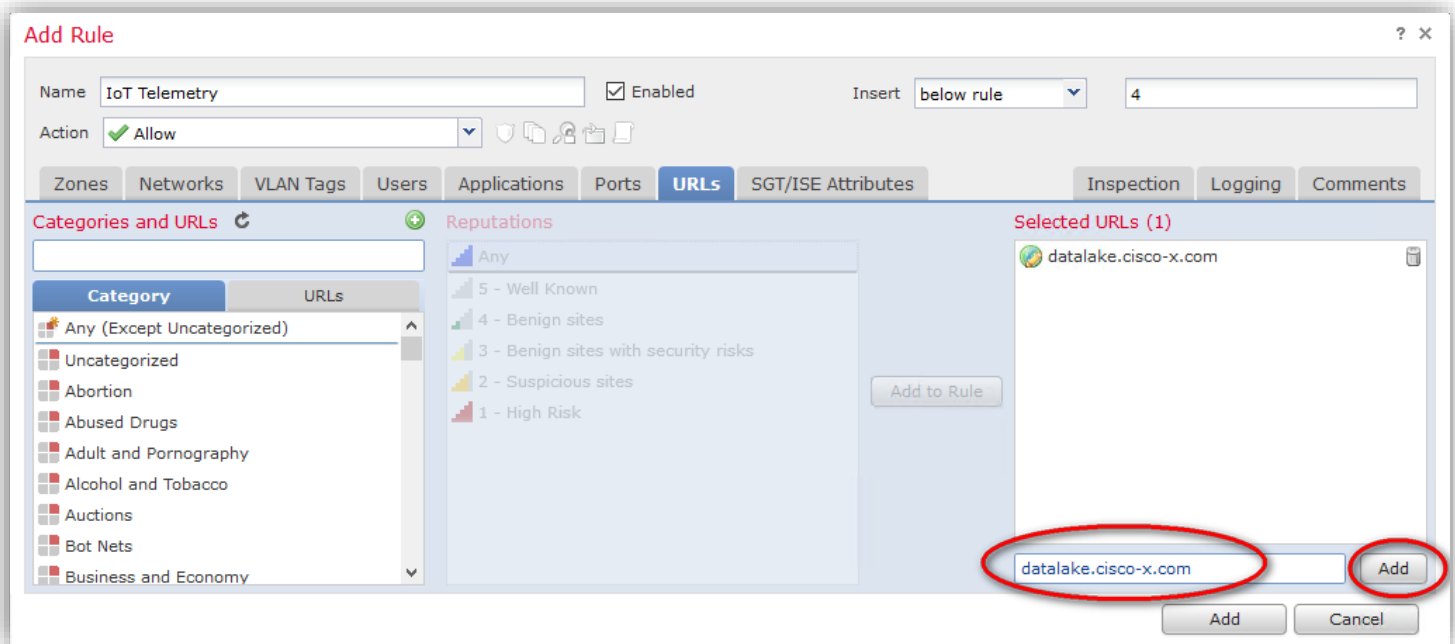 Add Rule ? ×
Name IoT Telemetry Enabled Insert below rule 4
Action Allow
Zones Networks VLAN Tags Users Applications Ports URLs SGT/ISE Attributes Inspection Logging Comments
Categories and URLs
Category URLs
Any (Except Uncategorized)
Uncategorized
Abortion
Abused Drugs
Adult and Pornography
Alcohol and Tobacco
Auctions
Bot Nets
Business and Economy
Reputations
Any
5 - Well Known
4 - Benign sites
3 - Benign sites with security risks
2 - Suspicious sites
1 - High Risk
Add to Rule
Selected URLs (1)
datalake.cisco-x.com
datalake.cisco-x.com Add
Add Cancel